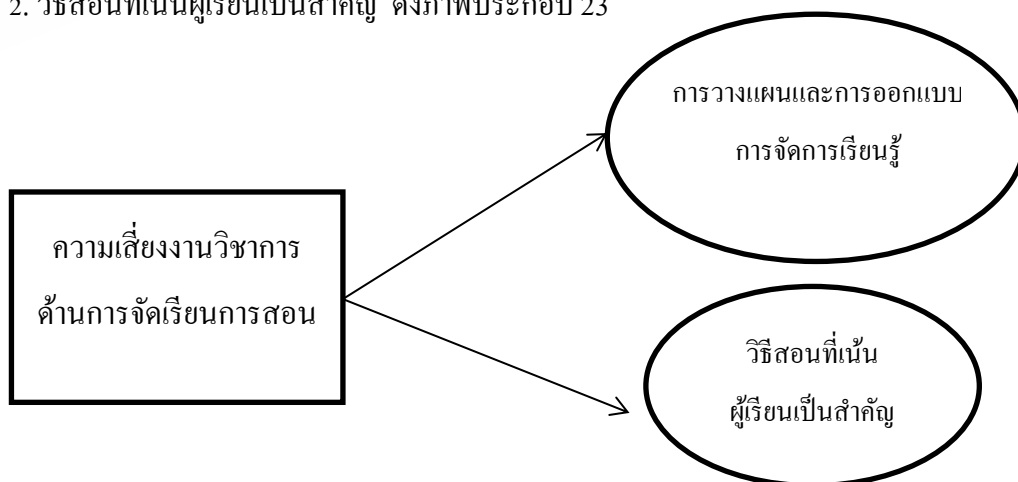 2. วิธีสอนที่เน้นผู้เรียนเป็นสำคัญ ดังภาพประกอบ 23
การวางแผนและการออกแบบ
การจัดการเรียนรู้
ความเสี่ยงงานวิชาการ
ด้านการจัดเรียนการสอน
วิธีสอนที่เน้น
ผู้เรียนเป็นสำคัญ